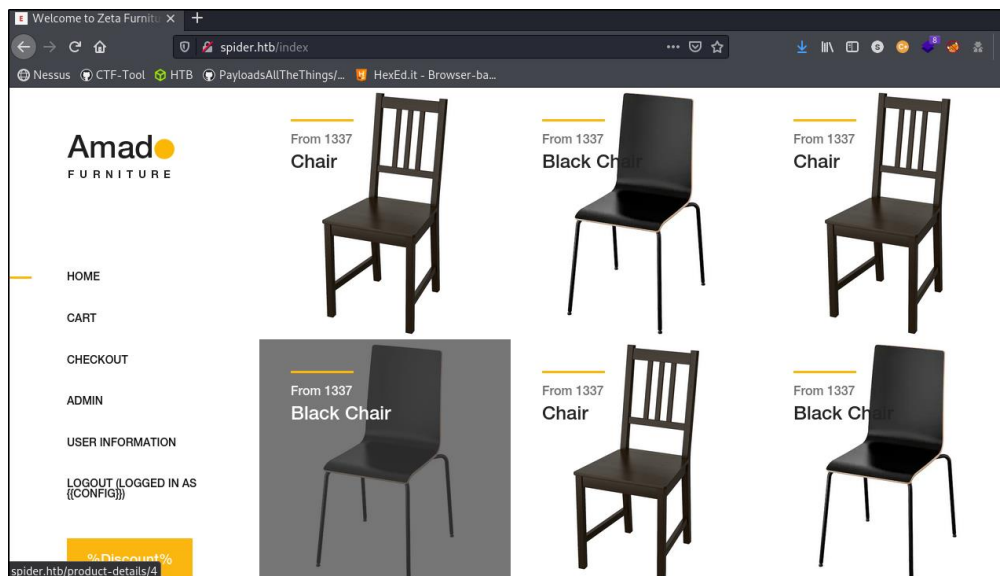 Welcome to Zeta Furnitu
spider.htb/index
Nessus CTF-Tool HTB PayloadsAllTheThings/... HexEd.it - Browser-ba...
Amado
FURNITURE
HOME
CART
CHECKOUT
ADMIN
USER INFORMATION
LOGOUT (LOGGED IN AS
{{CONFIG}})
%Discount%
From 1337
Chair
From 1337
Black Chair
From 1337
Chair
From 1337
Black Chair
From 1337
Chair
From 1337
Black Chair
spider.htb/product-details/4